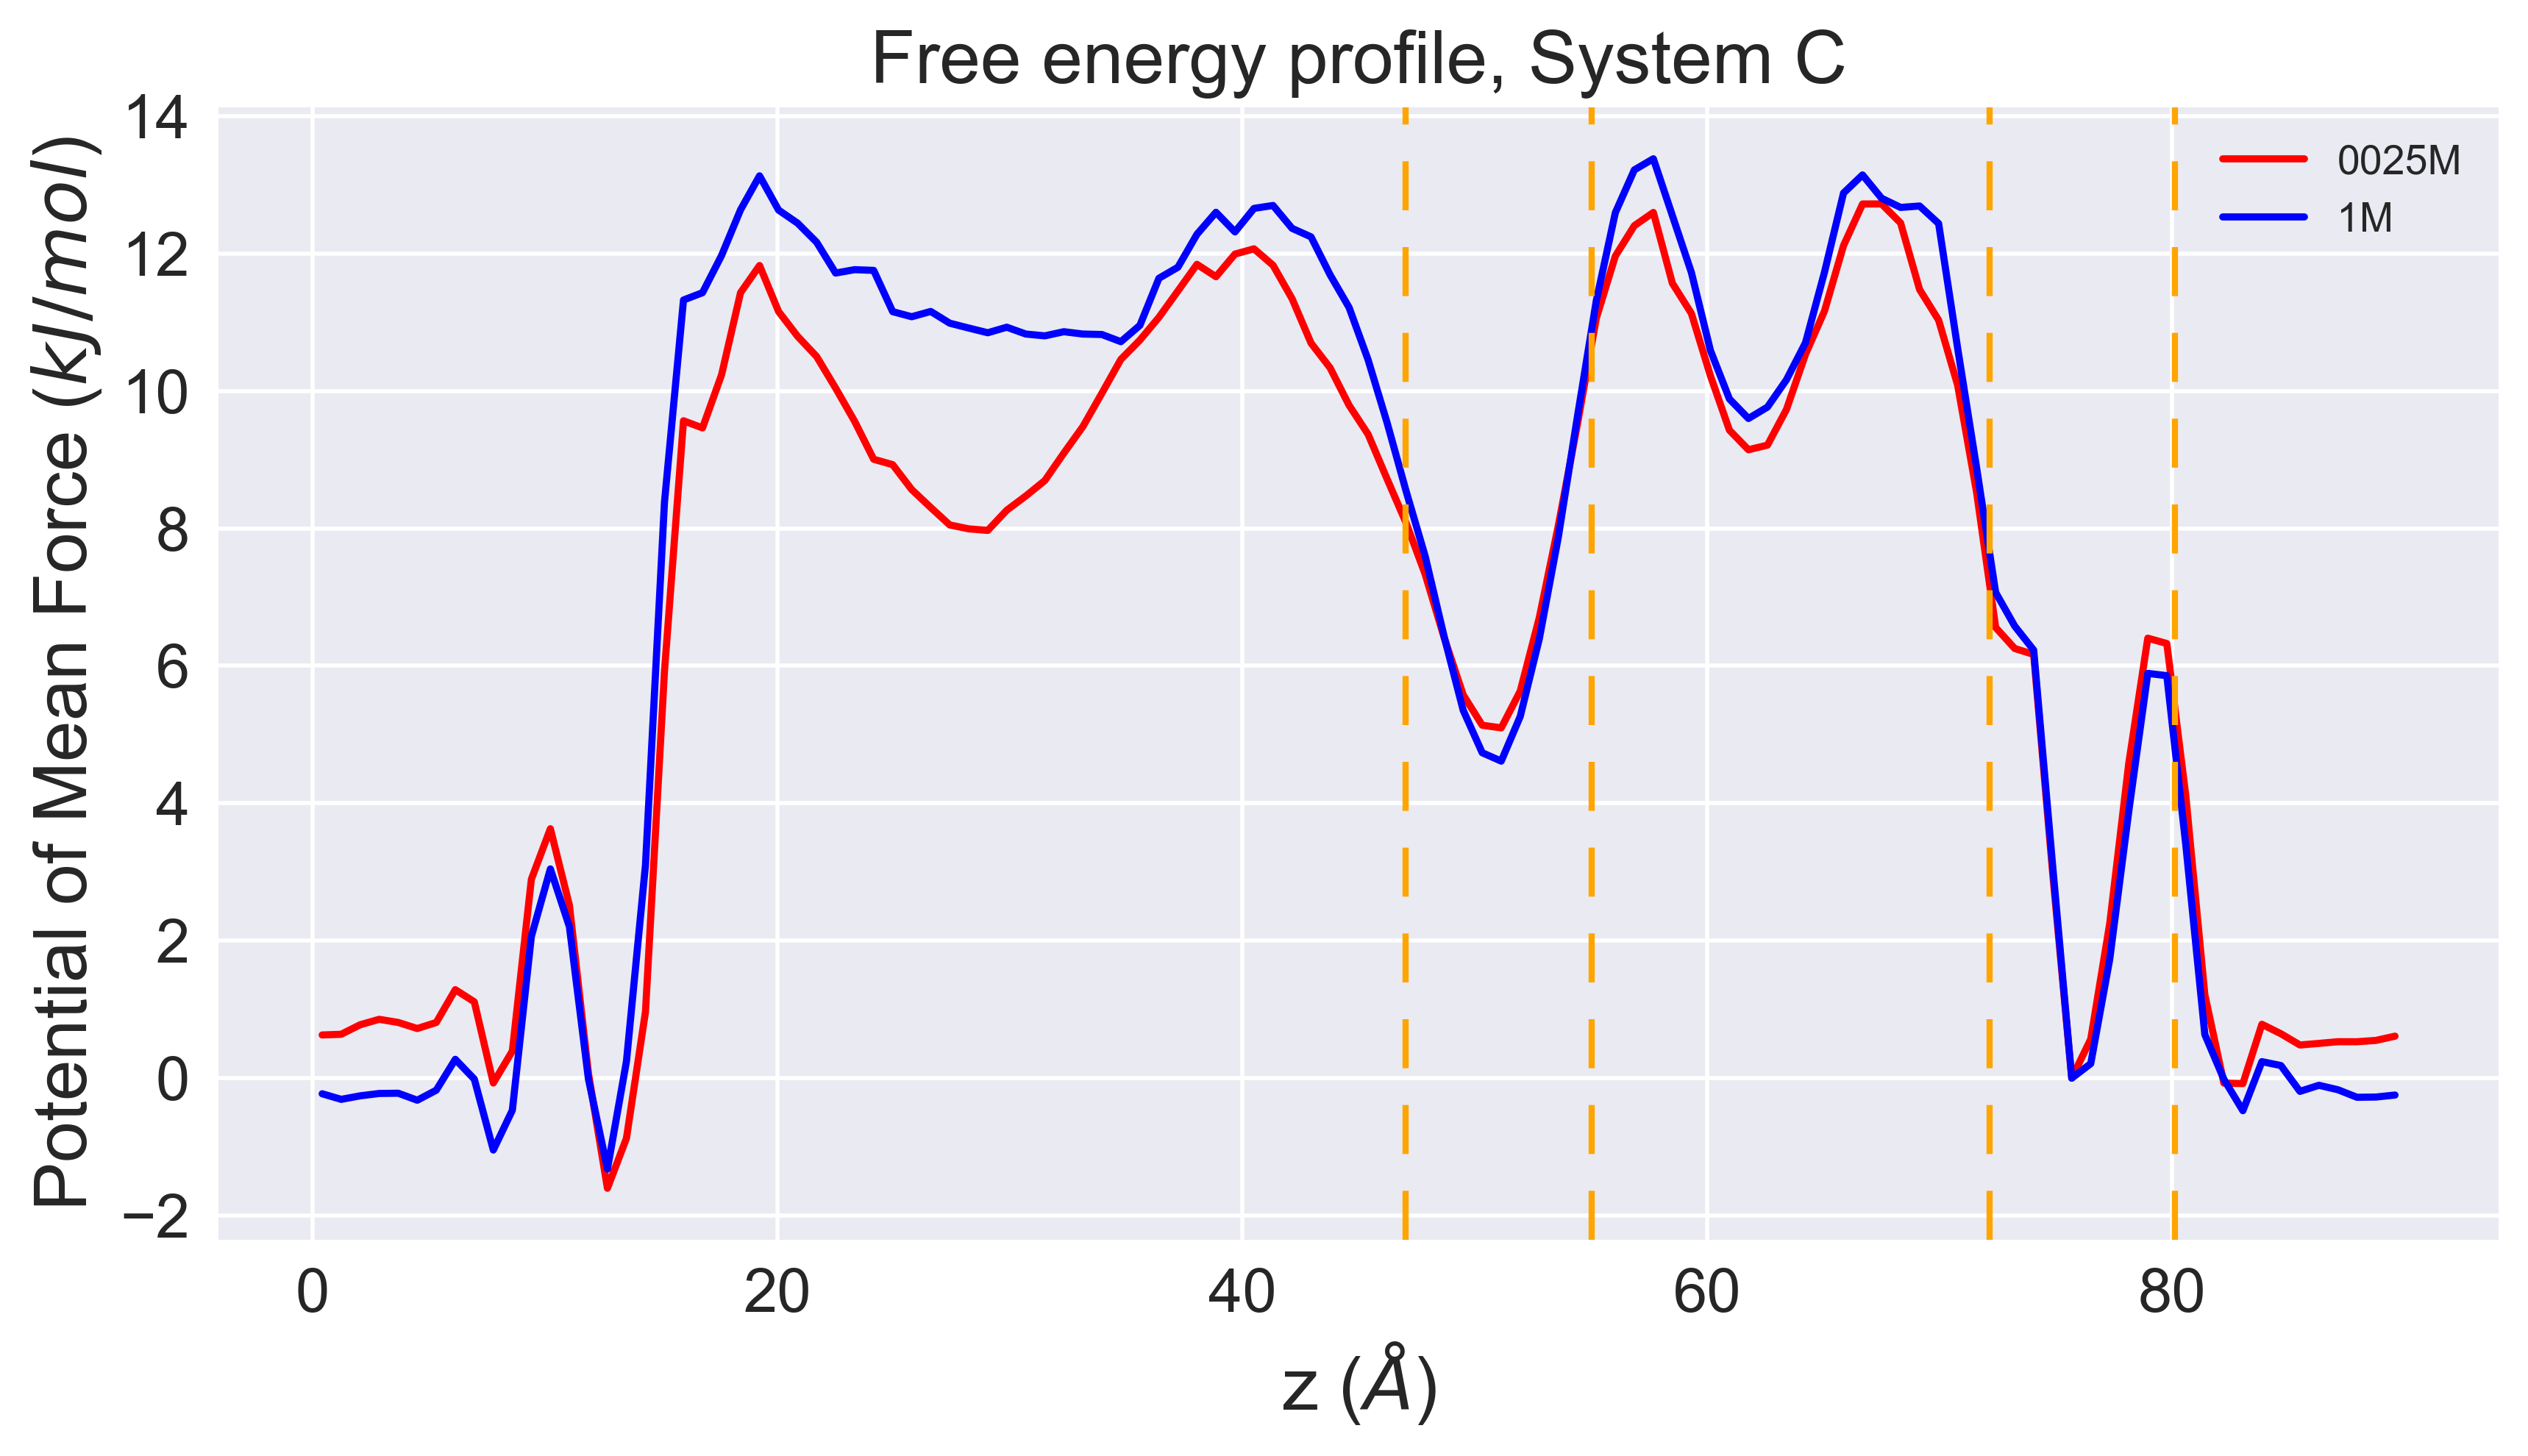 Free energy profile, System C
Potential of Mean Force (kJ/mol)
14
12
10
8
6
4
2
0
−2
0025M
1M
0 20 40 60 80
z (Å)